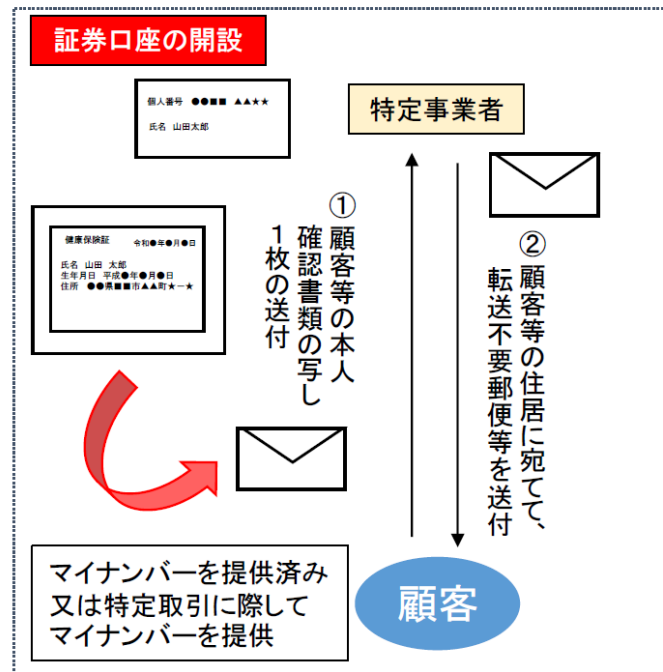 証券口座の開設
個人番号 ●●■■ ▲▲★★
氏名 山田太郎
特定事業者
健康保険証 令和●年●月●日
氏名 山田 太郎
生年月日 平成●年●月●日
住所 ●●県■■市▲▲町★－★
①顧客等の本人
確認書類の写し
１枚の送付
②顧客等の住居に宛てて、
転送不要郵便等を送付
マイナンバーを提供済み
又は特定取引に際して
マイナンバーを提供
顧客